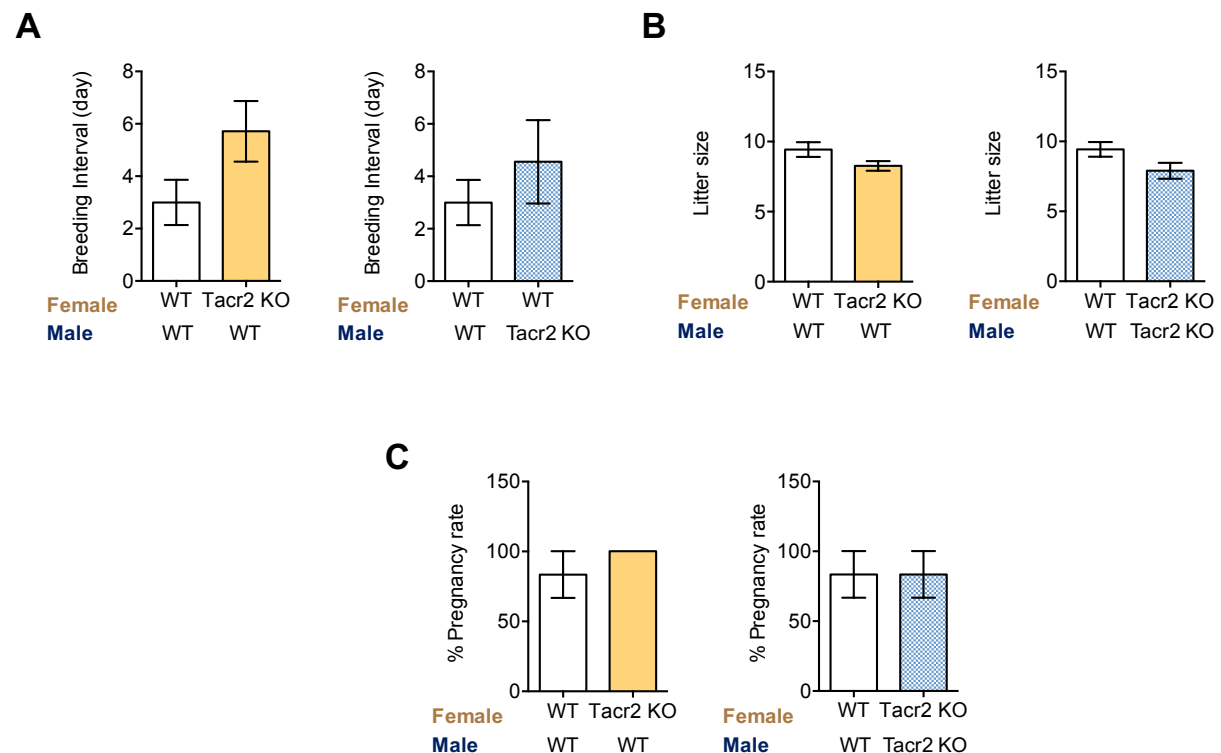 A
Breeding Interval (day)
8
6
4
2
0
Female WT Tacr2 KO
Male WT WT
Breeding Interval (day)
8
6
4
2
0
Female WT WT
Male WT Tacr2 KO
B
Litter size
15
10
5
0
Female WT Tacr2 KO
Male WT WT
Litter size
15
10
5
0
Female WT Tacr2 KO
Male WT Tacr2 KO
C
% Pregnancy rate
150
100
50
0
Female WT Tacr2 KO
Male WT WT
% Pregnancy rate
150
100
50
0
Female WT Tacr2 KO
Male WT Tacr2 KO